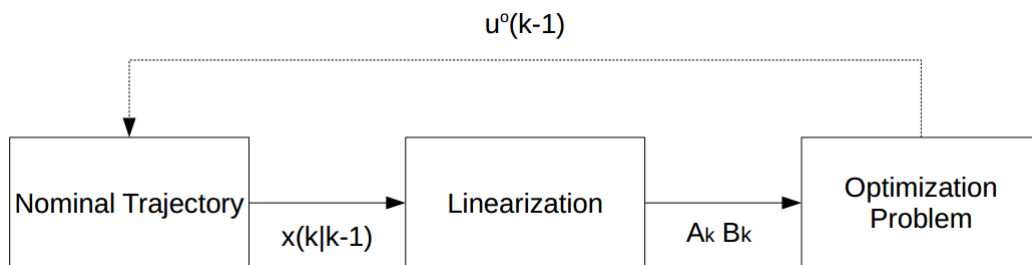 uᵒ(k-1)
Nominal Trajectory
Linearization
Optimization
Problem
x(k|k-1)
Aₖ Bₖ